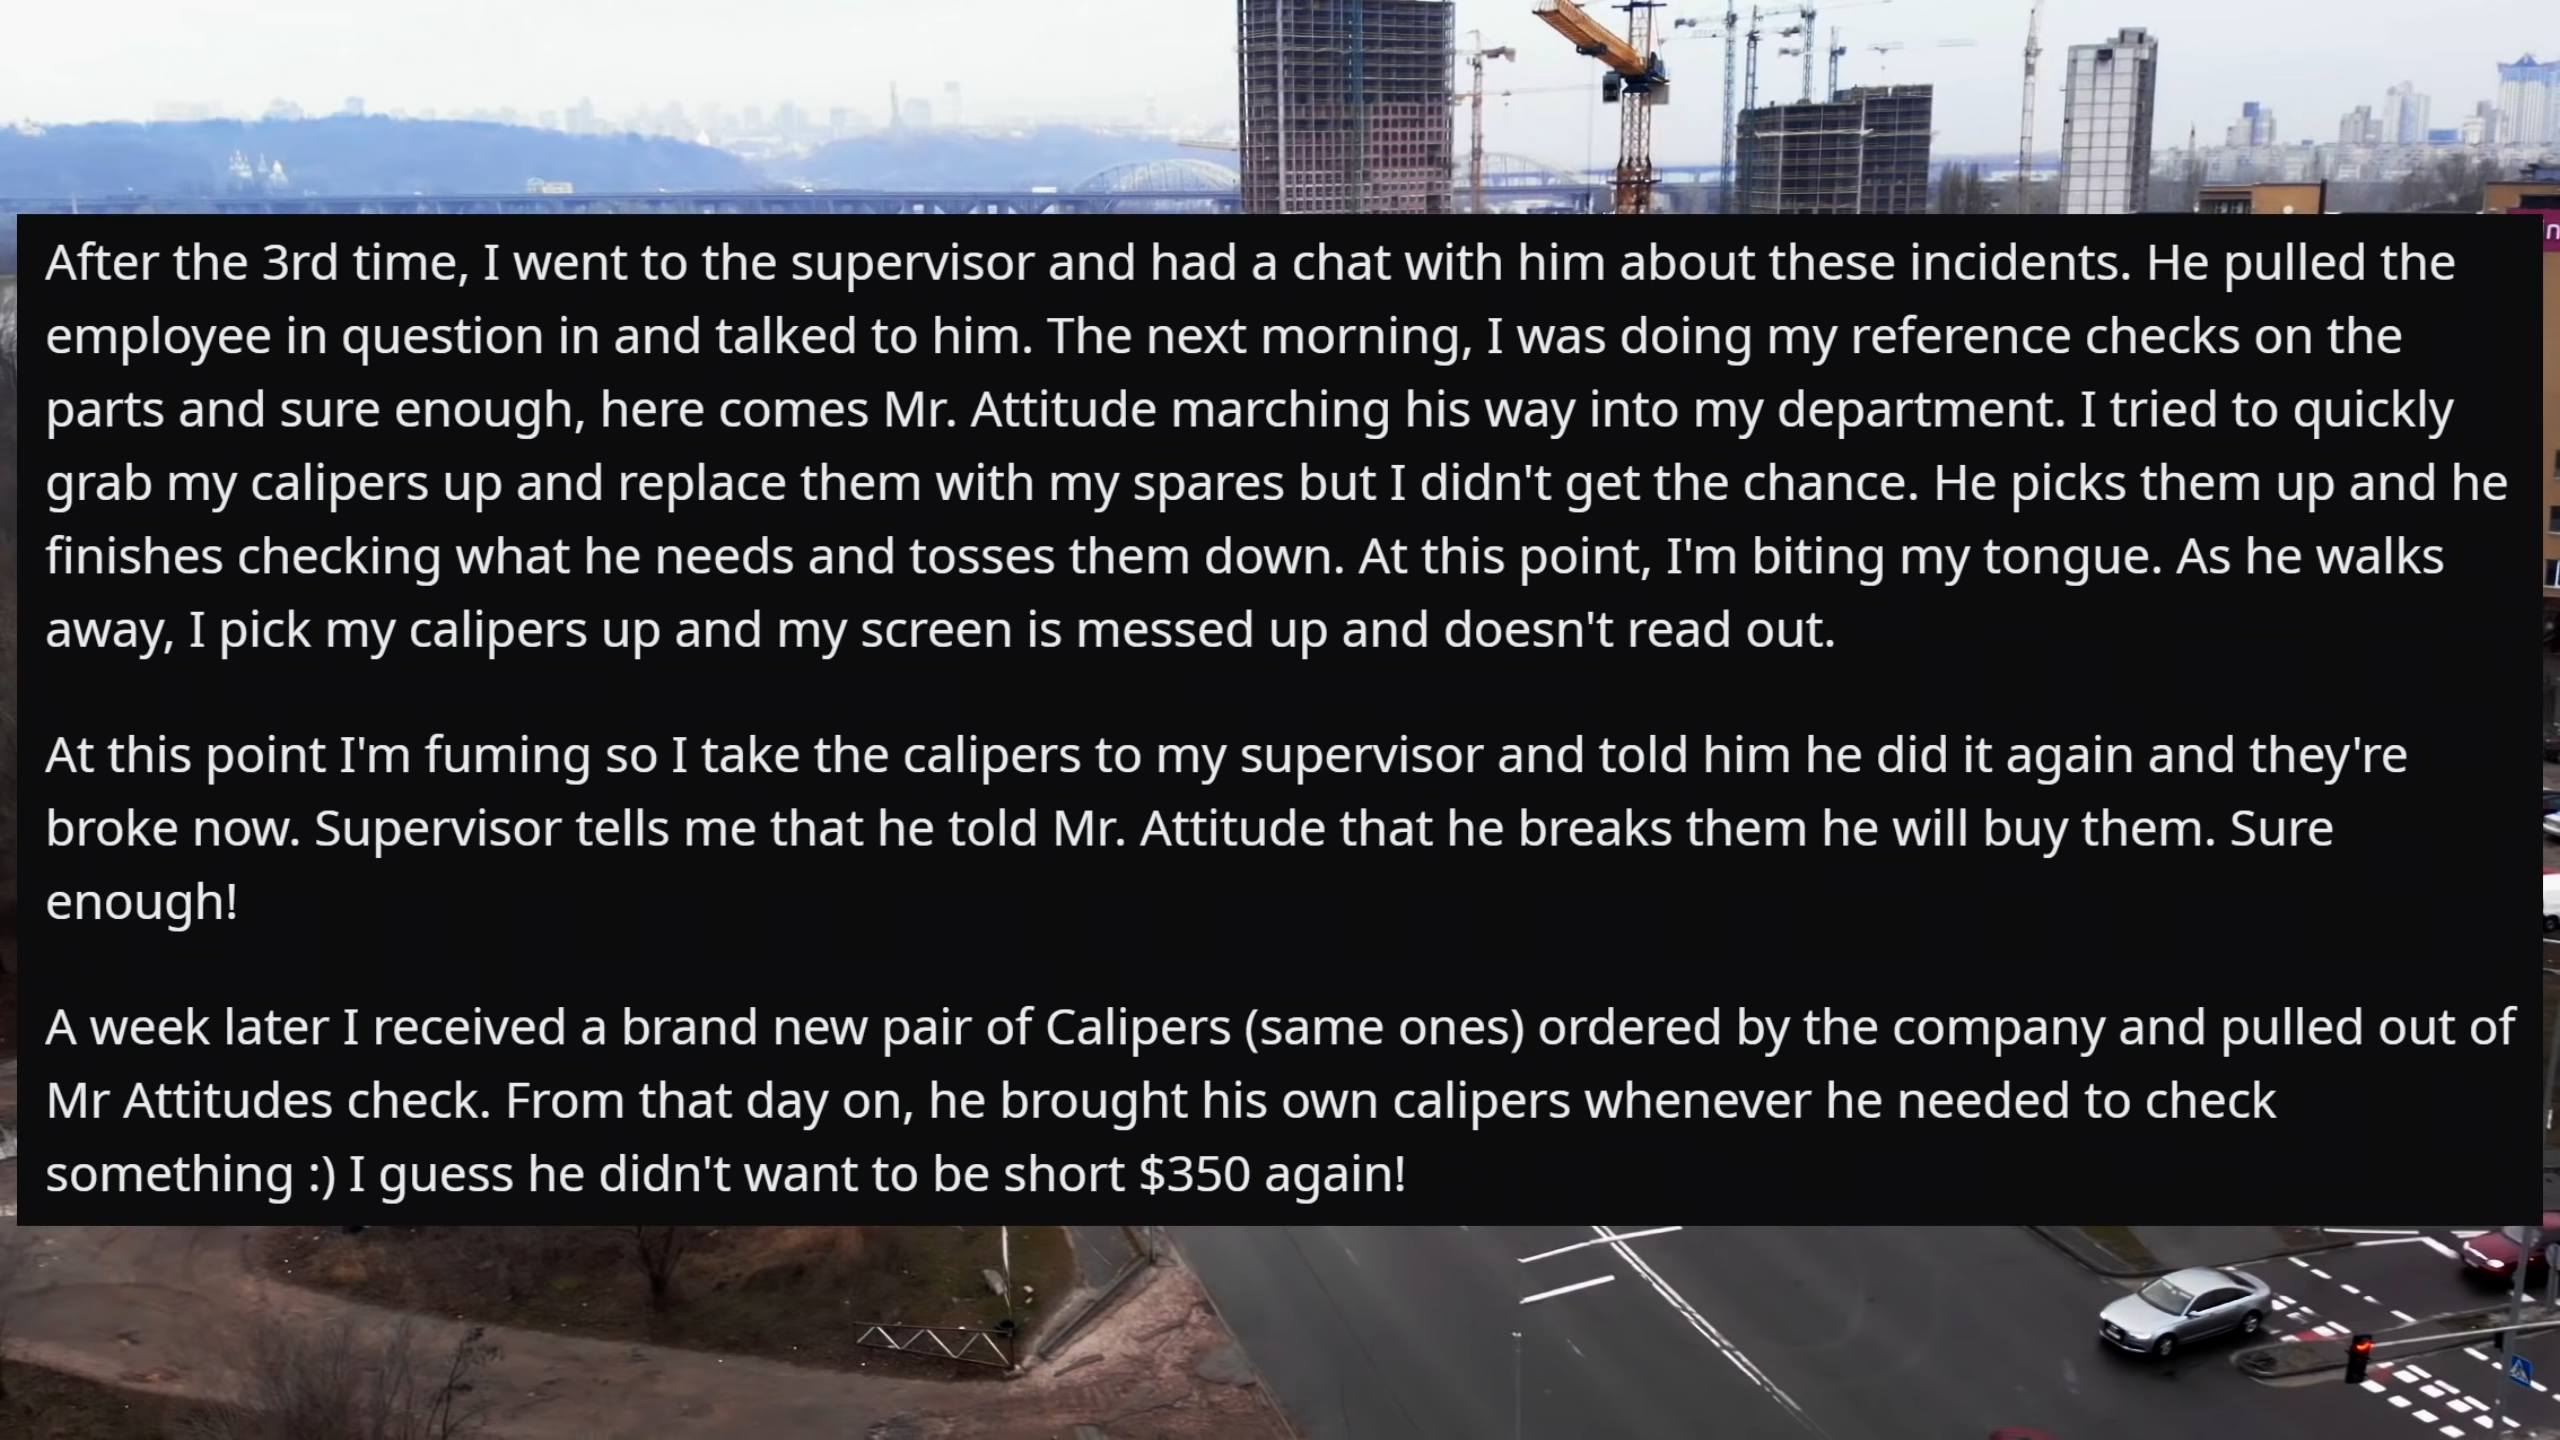 After the 3rd time, I went to the supervisor and had a chat with him about these incidents. He pulled the
employee in question in and talked to him. The next morning, I was doing my reference checks on the
parts and sure enough, here comes Mr. Attitude marching his way into my department. I tried to quickly
grab my calipers up and replace them with my spares but I didn't get the chance. He picks them up and he
finishes checking what he needs and tosses them down. At this point, I'm biting my tongue. As he walks
away, I pick my calipers up and my screen is messed up and doesn't read out.
At this point I'm fuming so I take the calipers to my supervisor and told him he did it again and they're
broke now. Supervisor tells me that he told Mr. Attitude that he breaks them he will buy them. Sure
enough!
A week later I received a brand new pair of Calipers (same ones) ordered by the company and pulled out of
Mr Attitudes check. From that day on, he brought his own calipers whenever he needed to check
something :) I guess he didn't want to be short $350 again!